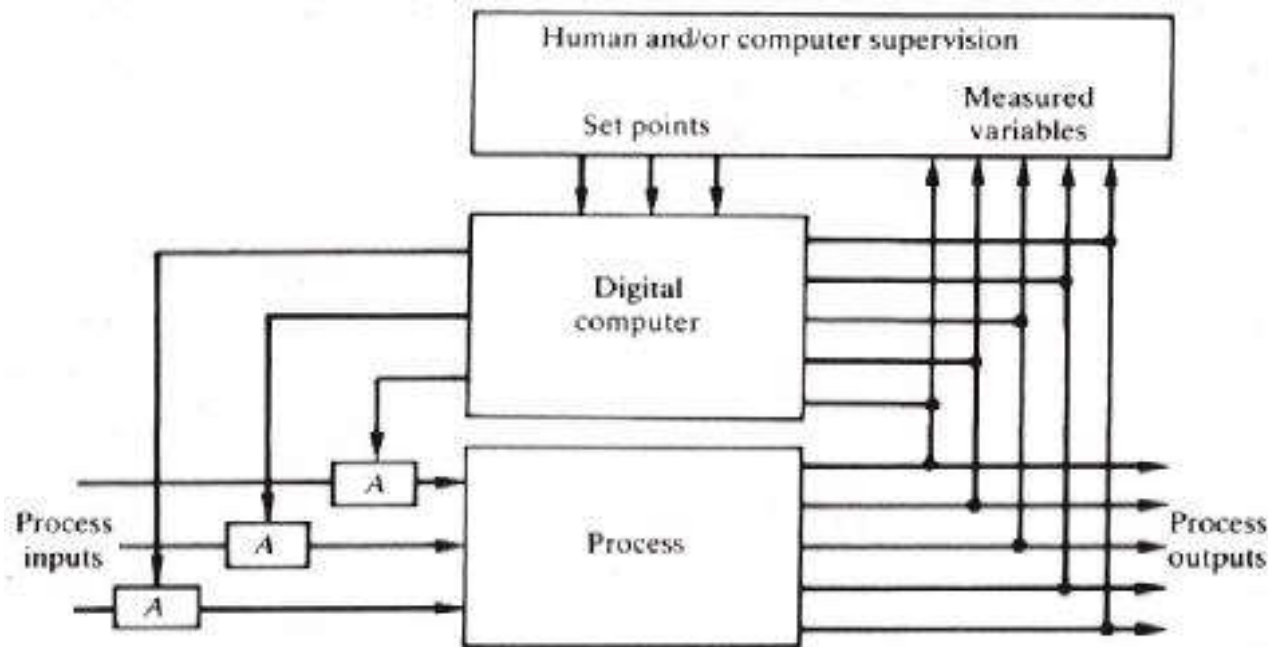 Human and/or computer supervision
Set points
Measured
variables
Digital
computer
A
Process
inputs
A
A
Process
Process
outputs